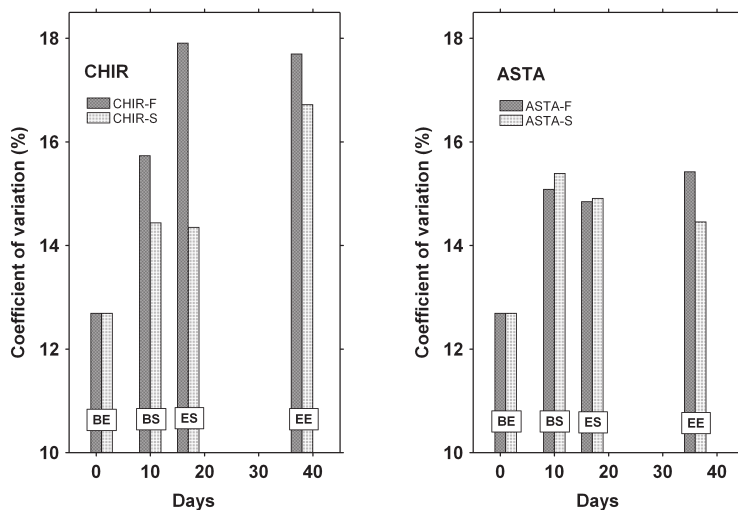 Coefficient of variation (%)
18
16
14
12
10
CHIR
CHIR-F
CHIR-S
BE
BS
ES
EE
0
10
20
30
40
Days
Coefficient of variation (%)
18
16
14
12
10
ASTA
ASTA-F
ASTA-S
BE
BS
ES
EE
0
10
20
30
40
Days